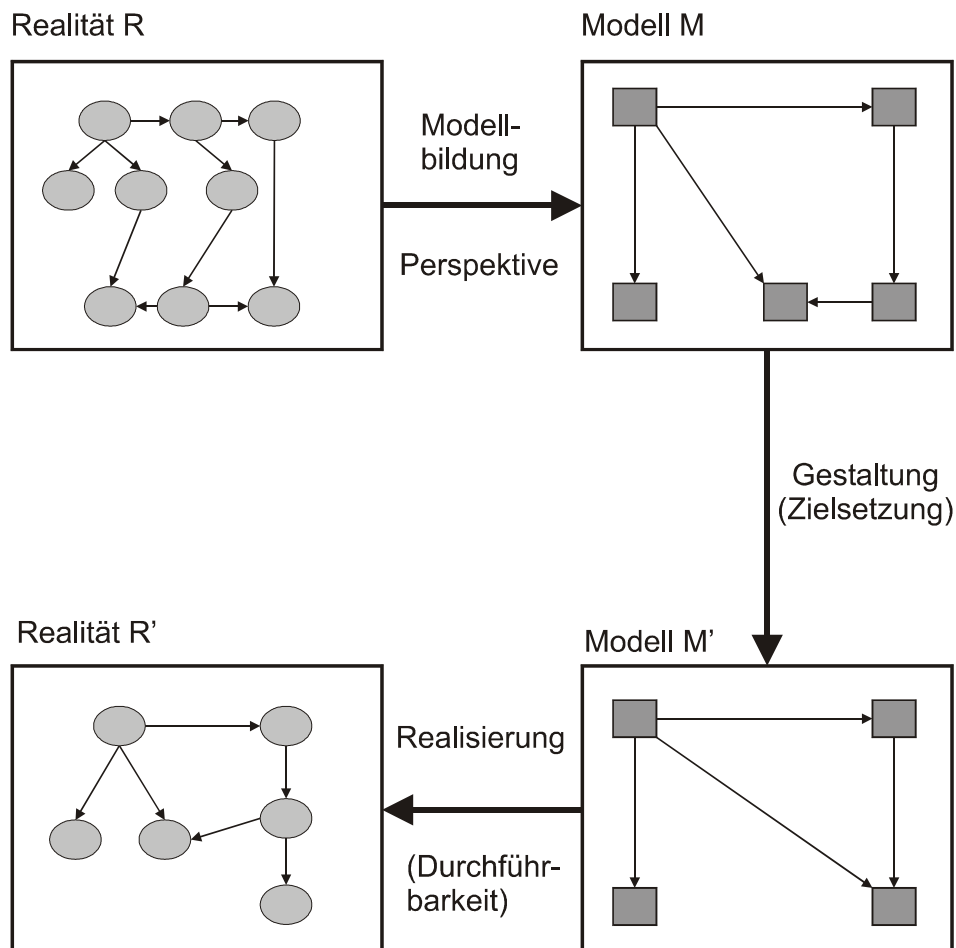 Realität R
Modell M
Modell-
bildung
Perspektive
Gestaltung
(Zielsetzung)
Realität R’
Modell M’
Realisierung
(Durchführ-
barkeit)